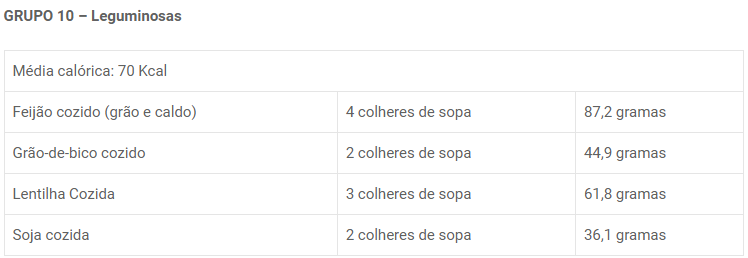 GRUPO 10 – Leguminosas
Média calórica: 70 Kcal
Feijão cozido (grão e caldo) 4 colheres de sopa 87,2 gramas
Grão-de-bico cozido 2 colheres de sopa 44,9 gramas
Lentilha Cozida 3 colheres de sopa 61,8 gramas
Soja cozida 2 colheres de sopa 36,1 gramas